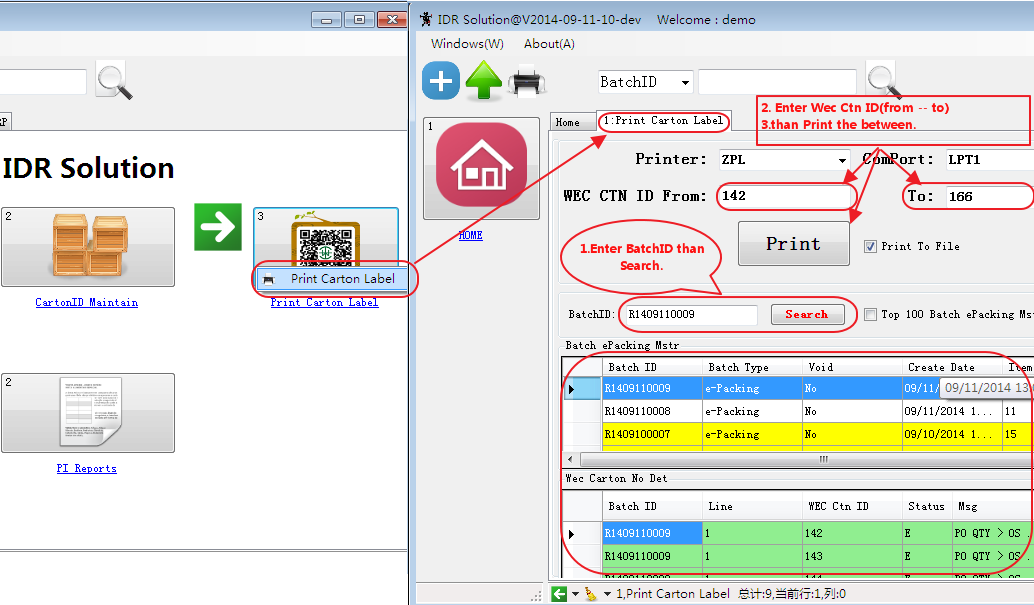 IDR Solution
2
CartonID Maintain
3
Print Carton Label
Print Carton Label
2
PI Reports
IDR Solution@V2014-09-11-10-dev Welcome : demo
Windows(W) About(A)
BatchID
1
HOME
Home
1:Print Carton Label
2. Enter Wec Ctn ID(from -- to)
3.than Print the between.
Printer: ZPL ComPort: LPT1
WEC CTN ID From: 142 To: 166
Print
Print To File
1.Enter BatchID than
Search.
BatchID: R1409110009 Search Top 100 Batch ePacking
Batch ePacking Mstr
Batch ID Batch Type Void Create Date Item
R1409110009 e-Packing No 09/11/ 09/11/2014 13
R1409110008 e-Packing No 09/11/2014 1... 11
R1409100007 e-Packing No 09/10/2014 1... 15
Wec Carton No Det
Batch ID Line WEC Ctn ID Status Msg
R1409110009 1 142 E PO QTY > OS .
R1409110009 1 143 E PO QTY > OS .
1,Print Carton Label 总计:9,当前行:1,列:0